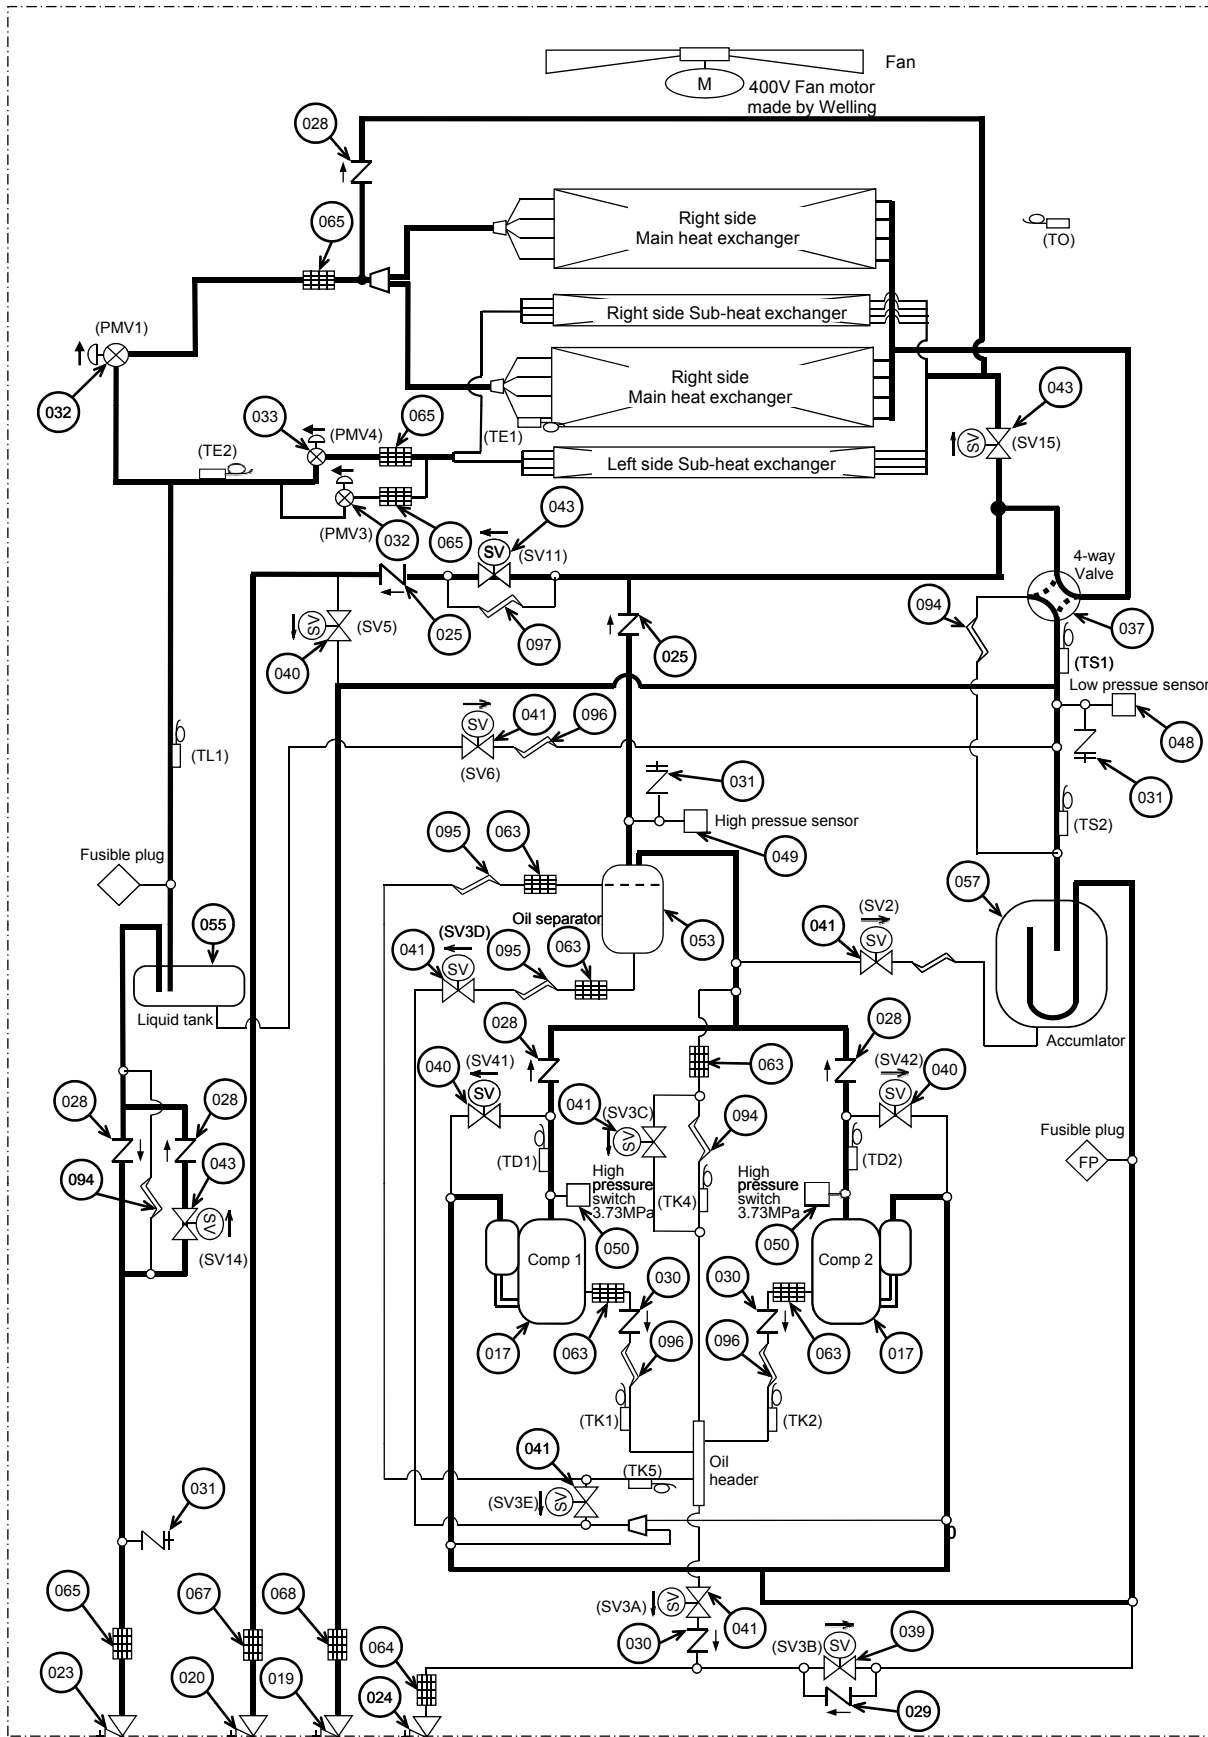 Fan
M
400V Fan motor
made by Welling
028
065
Right side
Main heat exchanger
(TO)
(PMV1)
Right side Sub-heat exchanger
032
Right side
Main heat exchanger
043
033
(PMV4)
065
(TE1)
SV
(SV15)
(TE2)
Left side Sub-heat exchanger
(PMV3)
032
065
043
SV
(SV11)
4-way
Valve
094
037
SV
(SV5)
025
097
025
040
(TS1)
Low pressue sensor
041
096
SV
(SV6)
048
(TL1)
031
031
(TS2)
High pressue sensor
095
063
049
Fusible plug
057
(SV2)
055
Oil separator
053
041
(SV3D)
095
063
041
SV
SV
Liquid tank
Accumlator
028
028
063
040
(SV41)
SV
(SV42)
SV
040
028
028
041
(SV3C)
SV
094
Fusible plug
FP
094
043
(TD1)
High
pressure
switch
3.73MPa
(TK4)
High
pressure
switch
3.73MPa
(TD2)
SV
(SV14)
050
050
Comp 1
Comp 2
030
030
017
063
096
096
063
017
(TK1)
(TK2)
041
(TK5)
Oil
header
031
(SV3E)
SV
065
067
068
(SV3A)
SV
041
030
064
(SV3B)
SV
039
023
020
019
024
029